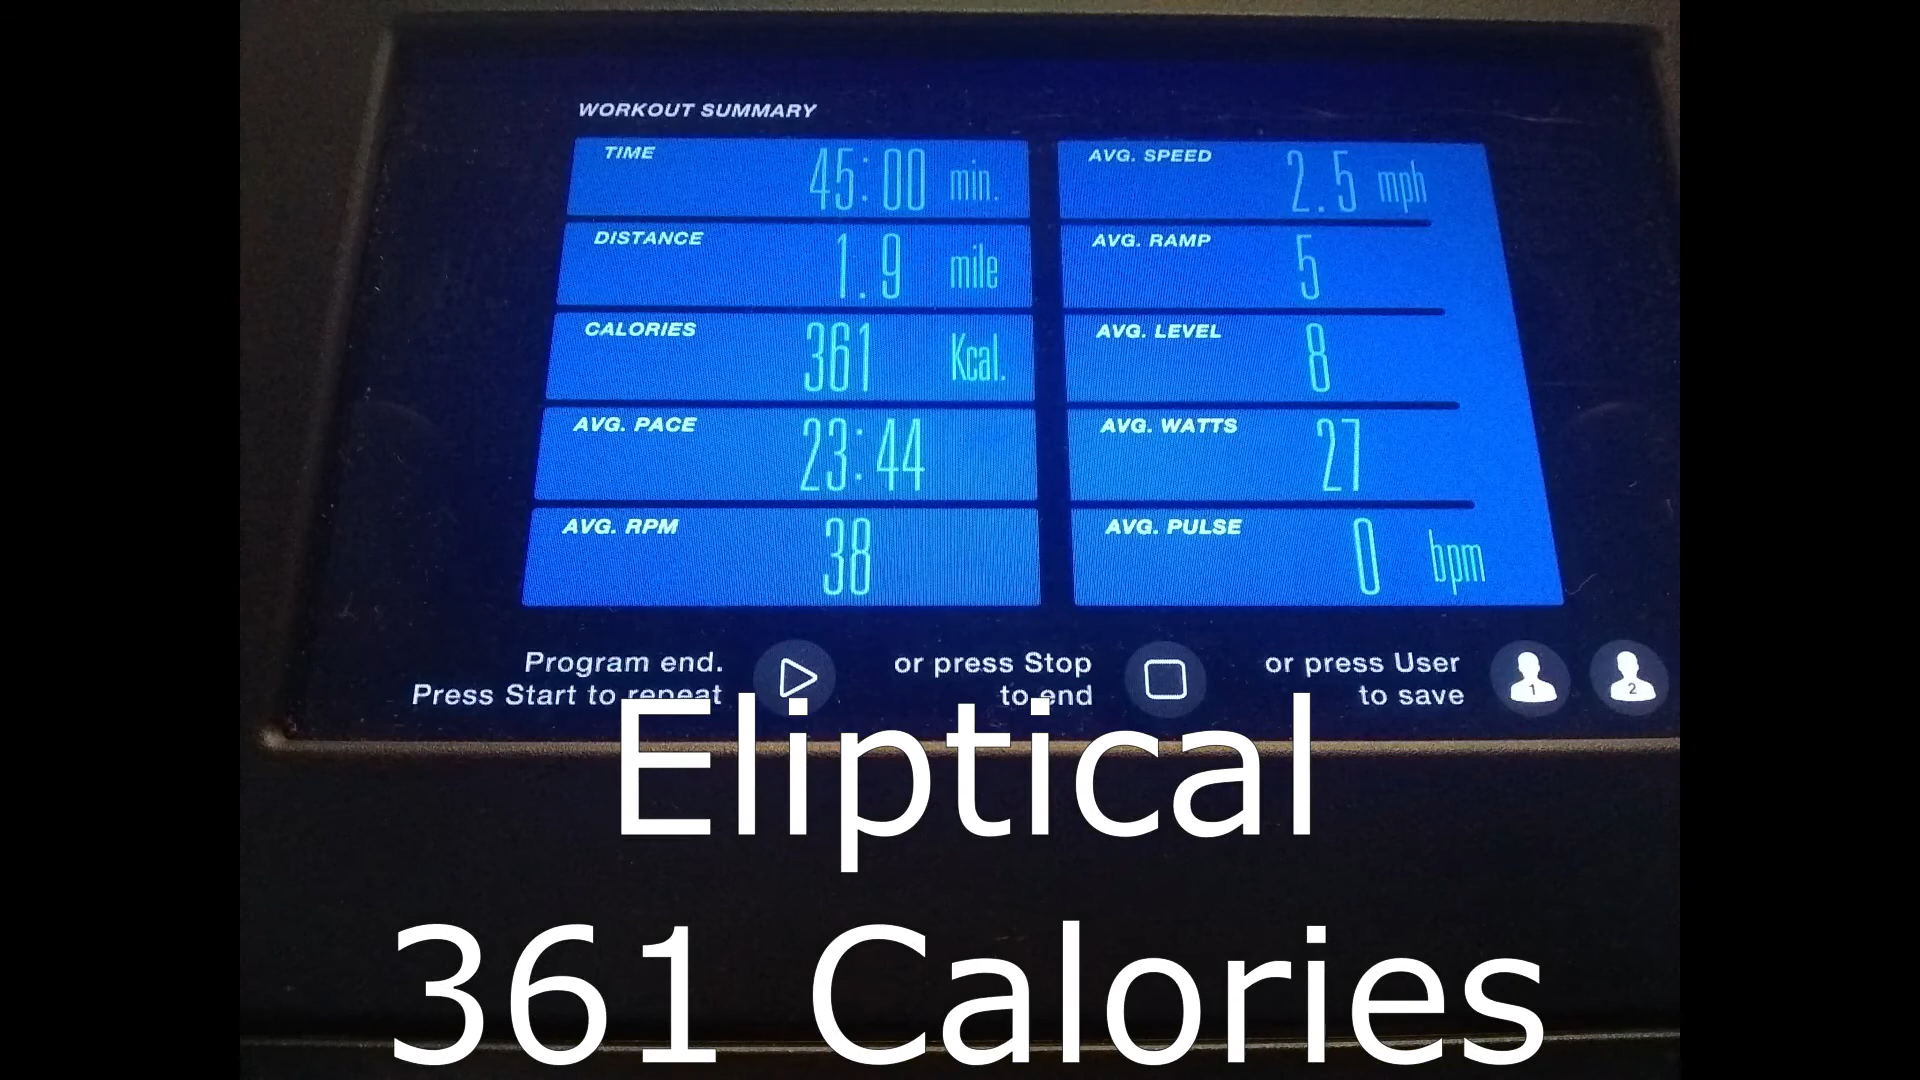 WORKOUT SUMMARY
TIME 45:00 min.
DISTANCE 1.9 mile
CALORIES 361 Kcal.
AVG. PACE 23:44
AVG. RPM 38
AVG. SPEED 2.5 mph
AVG. RAMP 5
AVG. LEVEL 8
AVG. WATTS 27
AVG. PULSE 0 bpm
Program end.
Press Start to repeat
or press Stop
to end
or press User
to save
1
2
Eliptical
361 Calories